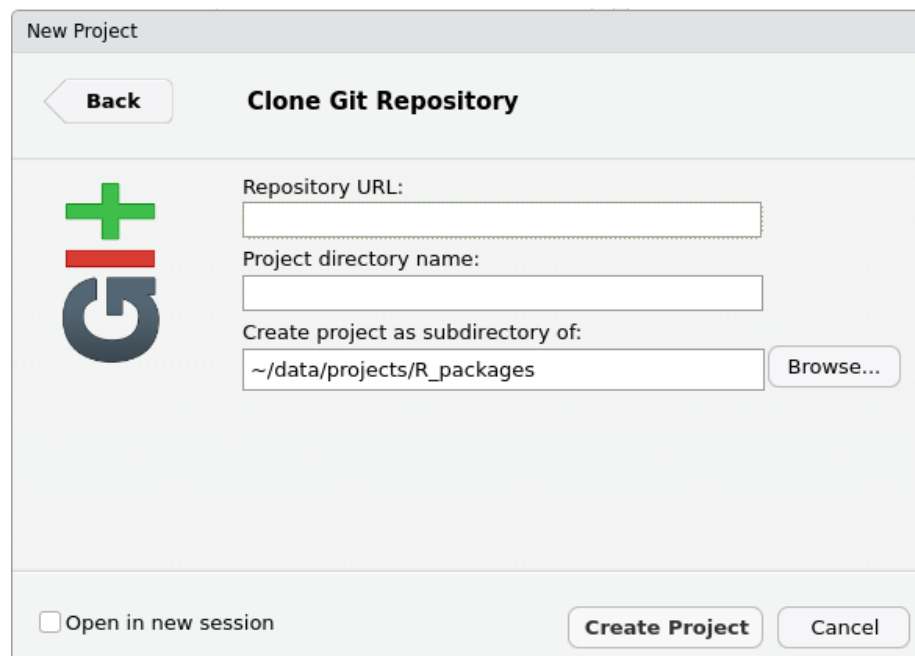 New Project
Back
Clone Git Repository
Repository URL:
Project directory name:
Create project as subdirectory of:
~/data/projects/R_packages
Browse...
GIt
Open in new session
Create Project
Cancel